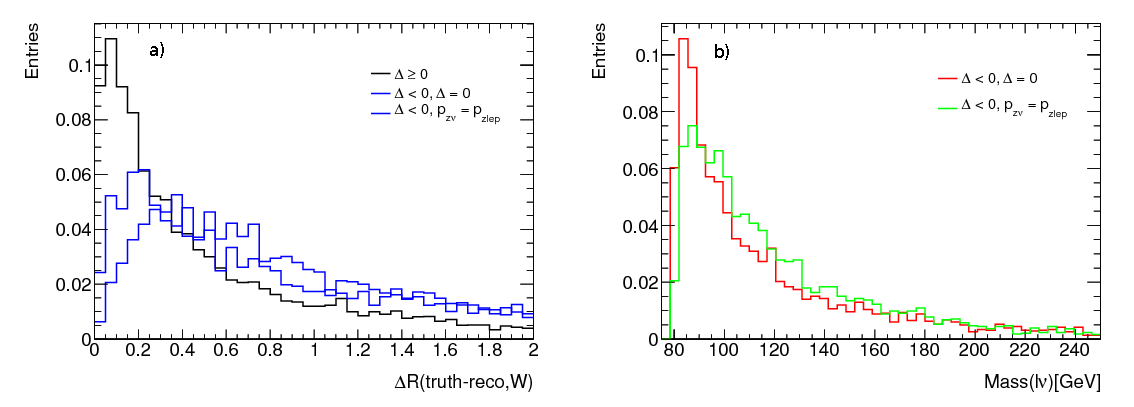 Entries
a)
Δ ≥ 0
Δ < 0, Δ = 0
Δ < 0, p_zν = p_zlep
0.1
0.08
0.06
0.04
0.02
0
0 0.2 0.4 0.6 0.8 1 1.2 1.4 1.6 1.8 2
ΔR(truth-reco,W)
Entries
b)
Δ < 0, Δ = 0
Δ < 0, p_zν = p_zlep
0.1
0.08
0.06
0.04
0.02
0
80 100 120 140 160 180 200 220 240
Mass(lν)[GeV]